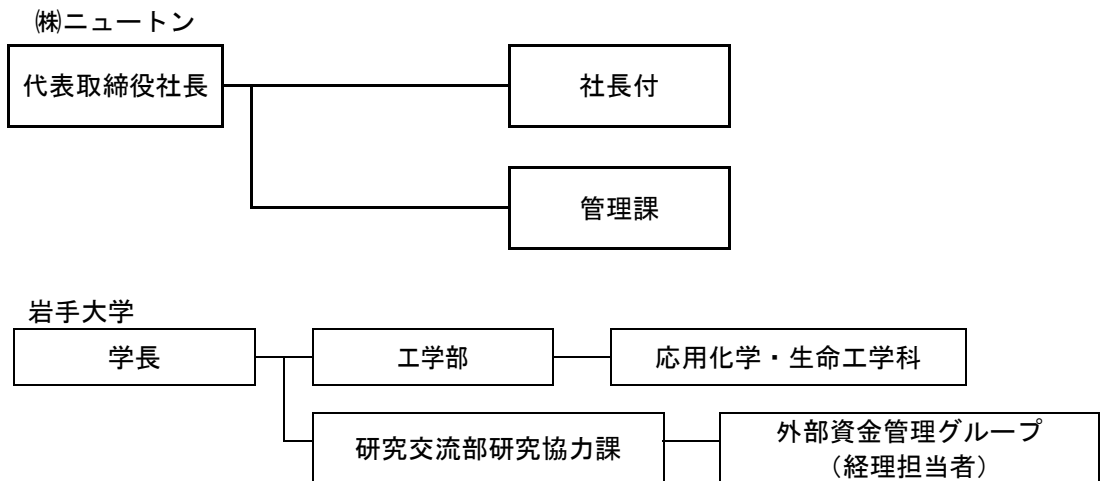 ㈱ニュートン
代表取締役社長
社長付
管理課
岩手大学
学長
工学部
応用化学・生命工学科
研究交流部研究協力課
外部資金管理グループ
（経理担当者）